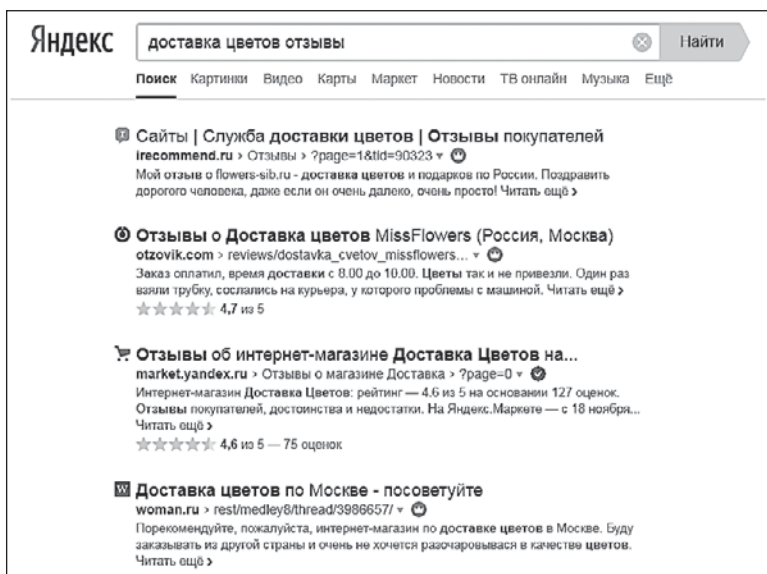 Яндекс
доставка цветов отзывы
Найти
Поиск Картинки Видео Карты Маркет Новости ТВ онлайн Музыка Ещё
Сайты | Служба доставки цветов | Отзывы покупателей
irecommend.ru › Отзывы › ?page=1&tid=90323
Мой отзыв о flowers-sib.ru - доставка цветов и подарков по России. Поздравить
дорогого человека, даже если он очень далеко, очень просто! Читать ещё ›
Отзывы о Доставка цветов MissFlowers (Россия, Москва)
otzovik.com › reviews/dostavka_cvetov_missflowers...
Заказ оплатил, время доставки с 8.00 до 10.00. Цветы так и не привезли. Один раз
взяли трубку, сослались на курьера, у которого проблемы с машиной. Читать ещё ›
4,7 из 5
Отзывы об интернет-магазине Доставка Цветов на...
market.yandex.ru › Отзывы о магазине Доставка › ?page=0
Интернет-магазин Доставка Цветов: рейтинг — 4.6 из 5 на основании 127 оценок.
Отзывы покупателей, достоинства и недостатки. На Яндекс.Маркете — с 18 ноября...
Читать ещё ›
4,6 из 5 — 75 оценок
W Доставка цветов по Москве - посоветуйте
woman.ru › rest/medley8/thread/3986657/
Порекомендуйте, пожалуйста, интернет-магазин по доставке цветов в Москве. Буду
заказывать из другой страны и очень не хочется разочаровывася в качестве цветов.
Читать ещё ›